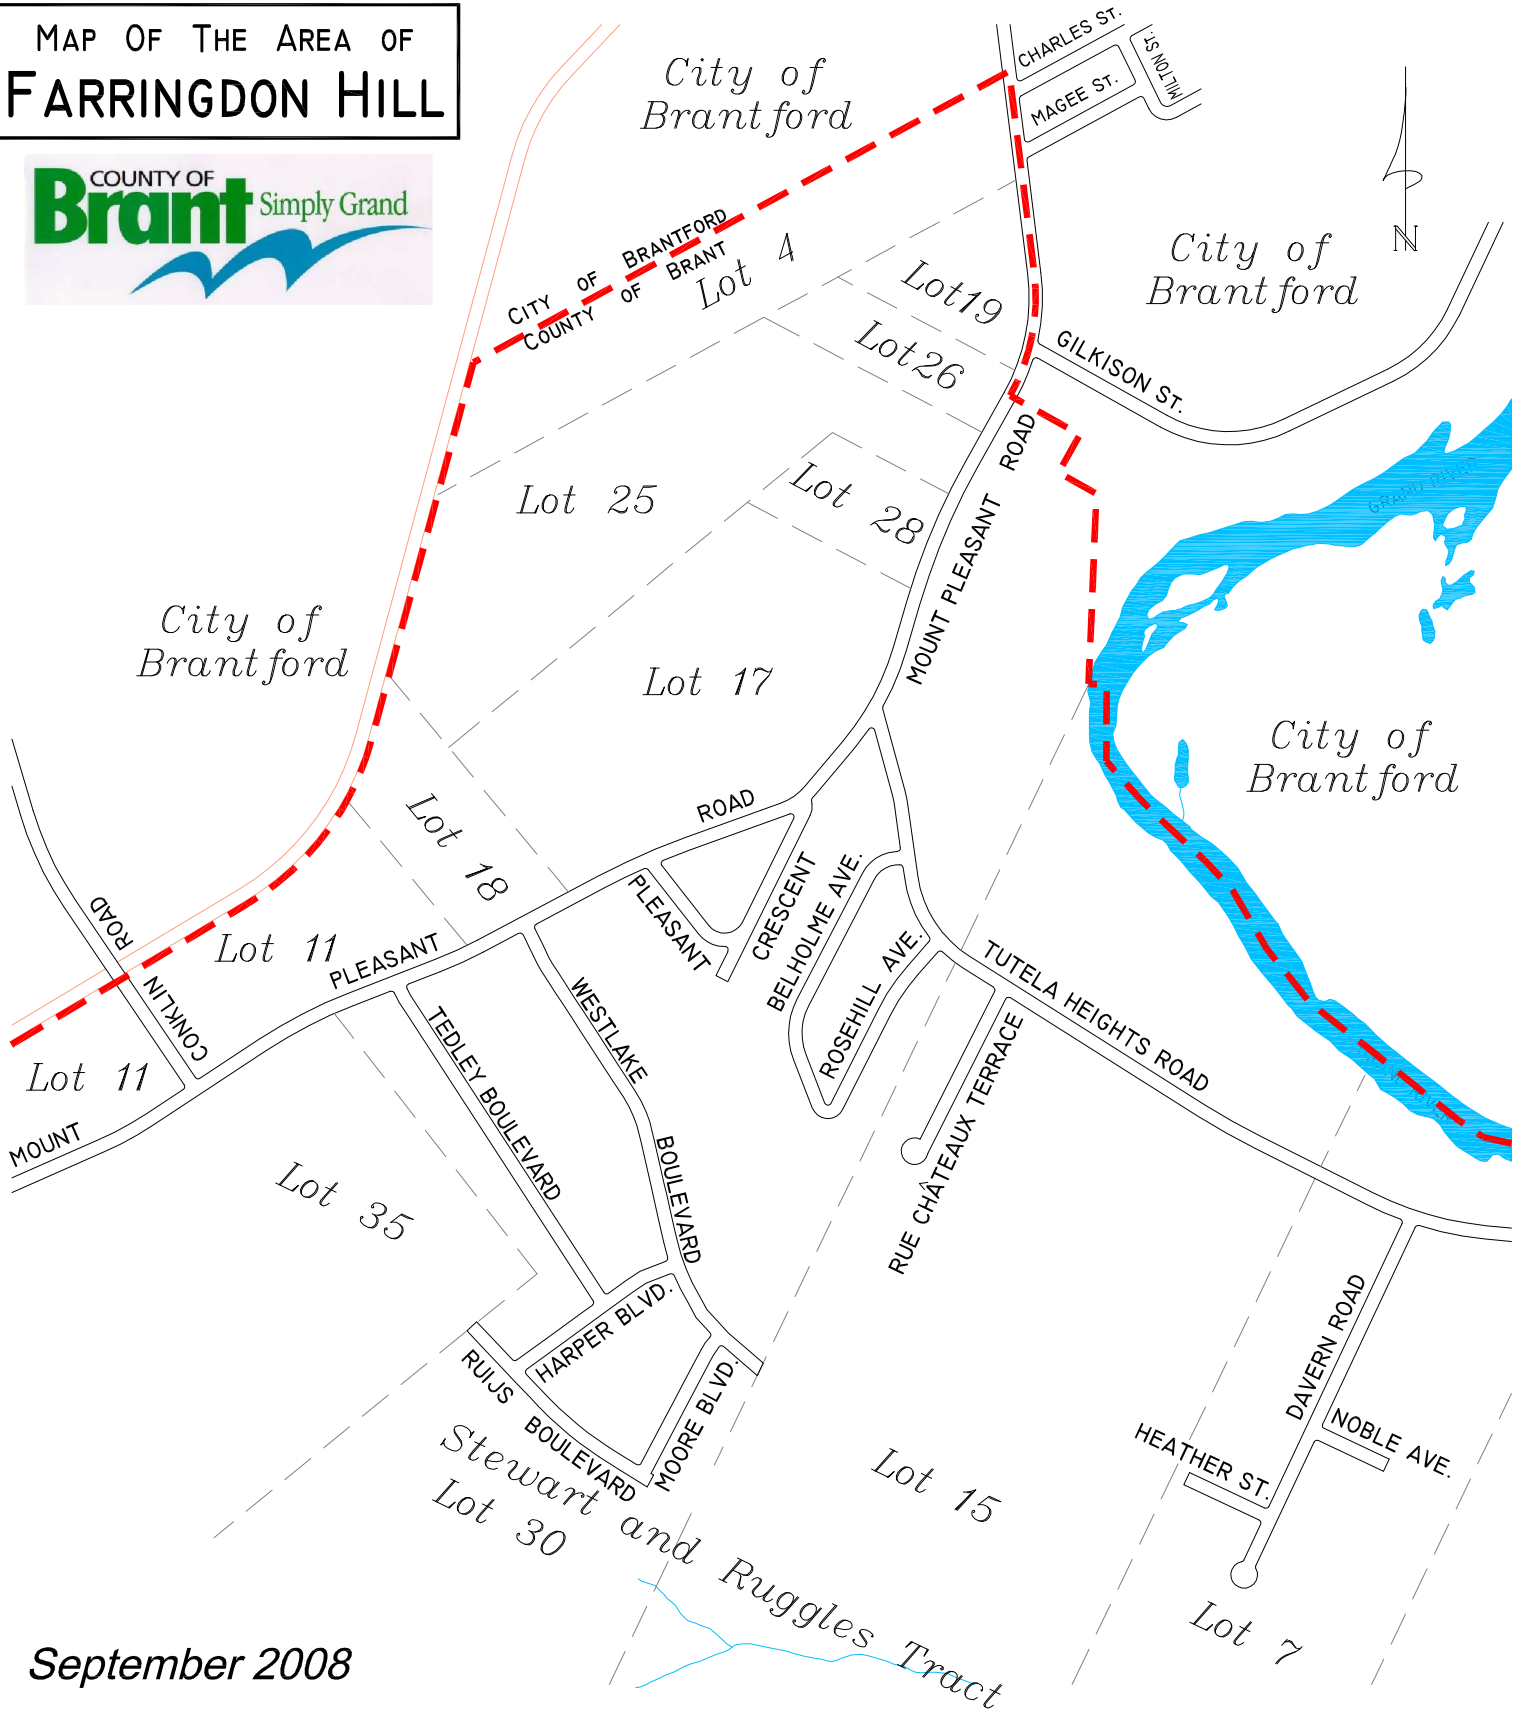 MAP OF THE AREA OF
FARRINGDON HILL
COUNTY OF
Brant Simply Grand
City of
Brantford
CHARLES ST.
MILTON ST.
MAGEE ST.
N
CITY OF BRANTFORD
COUNTY OF BRANT
Lot 4
Lot19
Lot26
City of
Brantford
GILKISON ST.
MOUNT PLEASANT ROAD
GRAND RIVER
Lot 25
Lot 28
City of
Brantford
Lot 17
City of
Brantford
Lot 18
ROAD
CONKLIN
Lot 11
Lot 11
MOUNT
PLEASANT
ROAD
PLEASANT
CRESCENT
BELHOLME AVE.
ROSEHILL AVE.
TUTELA HEIGHTS ROAD
RUE CHÂTEAUX TERRACE
WESTLAKE
BOULEVARD
TEDLEY BOULEVARD
Lot 35
HARPER BLVD.
RUIJS
BOULEVARD
MOORE BLVD.
DAVERN ROAD
NOBLE AVE.
HEATHER ST.
Lot 15
Stewart and Ruggles Tract
Lot 30
Lot 7
September 2008